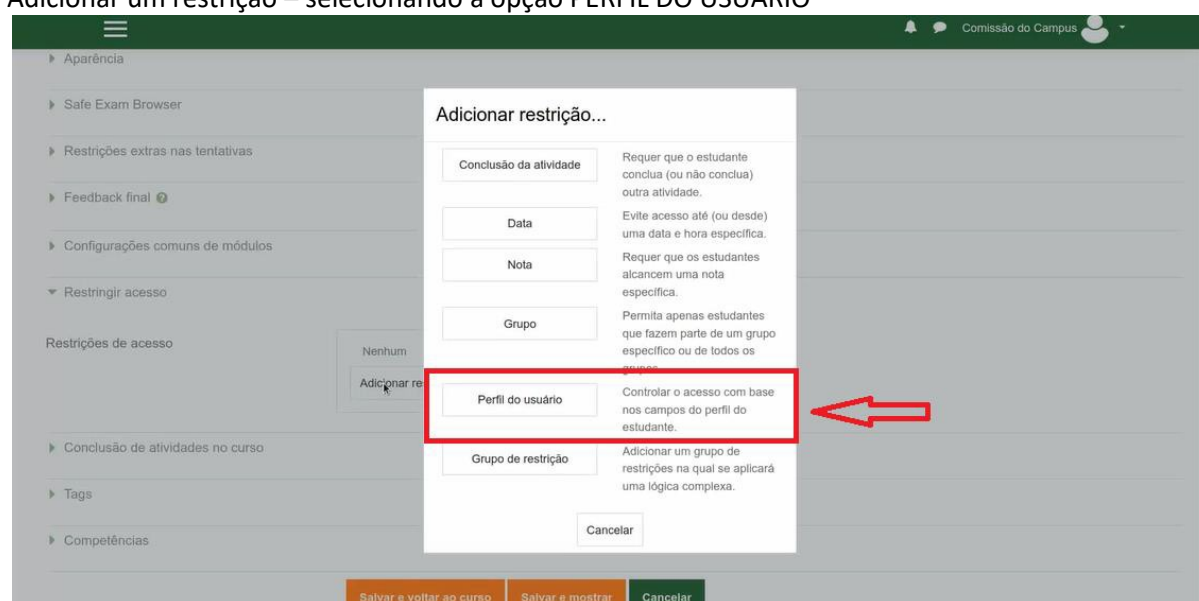 Adicionar um restrição – selecionando a opção PERFIL DO USUÁRIO
Comissão do Campus
Aparência
Safe Exam Browser
Restrições extras nas tentativas
Feedback final
Configurações comuns de módulos
Restringir acesso
Restrições de acesso
Nenhum
Adicionar re
Adicionar restrição...
Conclusão da atividade
Requer que o estudante
conclua (ou não conclua)
outra atividade.
Data
Evite acesso até (ou desde)
uma data e hora específica.
Nota
Requer que os estudantes
alcancem uma nota
específica.
Grupo
Permita apenas estudantes
que fazem parte de um grupo
específico ou de todos os
grupos.
Perfil do usuário
Controlar o acesso com base
nos campos do perfil do
estudante.
Grupo de restrição
Adicionar um grupo de
restrições na qual se aplicará
uma lógica complexa.
Cancelar
Conclusão de atividades no curso
Tags
Competências
Salvar e voltar ao curso
Salvar e mostrar
Cancelar